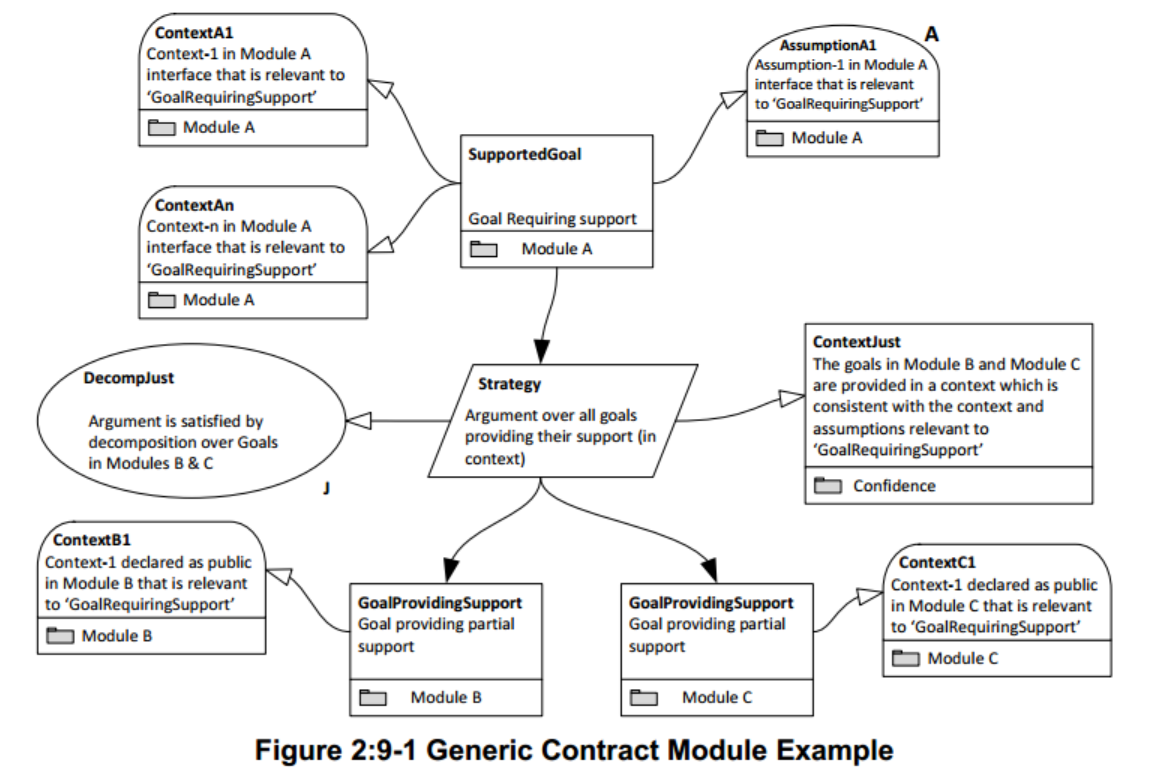 ContextA1
Context-1 in Module A
interface that is relevant to
‘GoalRequiringSupport’
Module A
A
AssumptionA1
Assumption-1 in Module A
interface that is relevant
to ‘GoalRequiringSupport’
Module A
SupportedGoal
Goal Requiring support
Module A
ContextAn
Context-n in Module A
interface that is relevant to
‘GoalRequiringSupport’
Module A
DecompJust
Argument is satisfied by
decomposition over Goals
in Modules B & C
J
Strategy
Argument over all goals
providing their support (in
context)
ContextJust
The goals in Module B and Module C
are provided in a context which is
consistent with the context and
assumptions relevant to
‘GoalRequiringSupport’
Confidence
ContextB1
Context-1 declared as public
in Module B that is relevant
to ‘GoalRequiringSupport’
Module B
GoalProvidingSupport
Goal providing partial
support
Module B
GoalProvidingSupport
Goal providing partial
support
Module C
ContextC1
Context-1 declared as public
in Module C that is relevant
to ‘GoalRequiringSupport’
Module C
Figure 2:9-1 Generic Contract Module Example